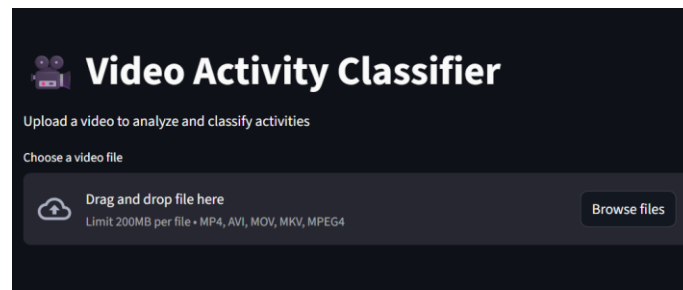 Video Activity Classifier
Upload a video to analyze and classify activities
Choose a video file
Drag and drop file here
Limit 200MB per file • MP4, AVI, MOV, MKV, MPEG4
Browse files